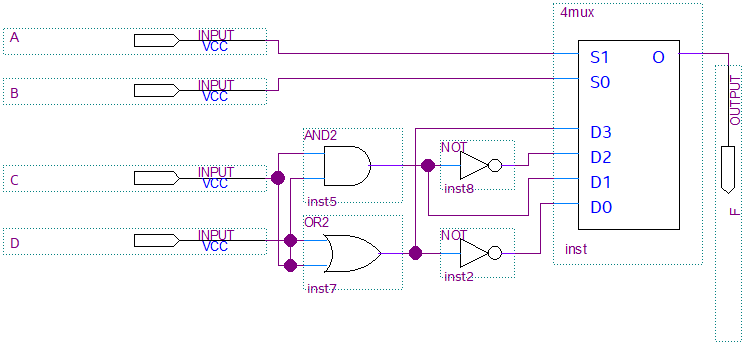 4mux
A
INPUT
VCC
S1
O
B
INPUT
VCC
S0
OUTPUT
AND2
D3
NOT
D2
C
INPUT
VCC
D1
inst5
inst8
D0
F
OR2
D
INPUT
VCC
NOT
inst
inst7
inst2